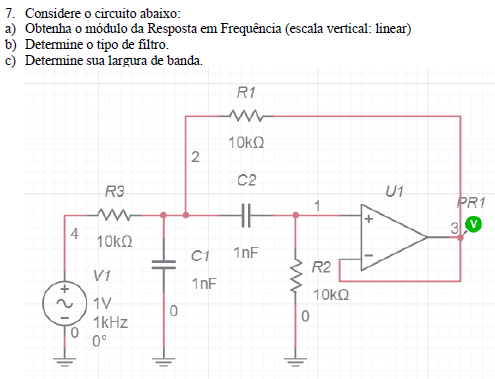 7. Considere o circuito abaixo:
a) Obtenha o módulo da Resposta em Frequência (escala vertical: linear)
b) Determine o tipo de filtro.
c) Determine sua largura de banda.
R1
10kΩ
2
C2
R3
1
U1
PR1
4
10kΩ
C1
1nF
3
V
+
−
V1
1nF
R2
+
−
1V
10kΩ
1kHz
0
0
0
0°